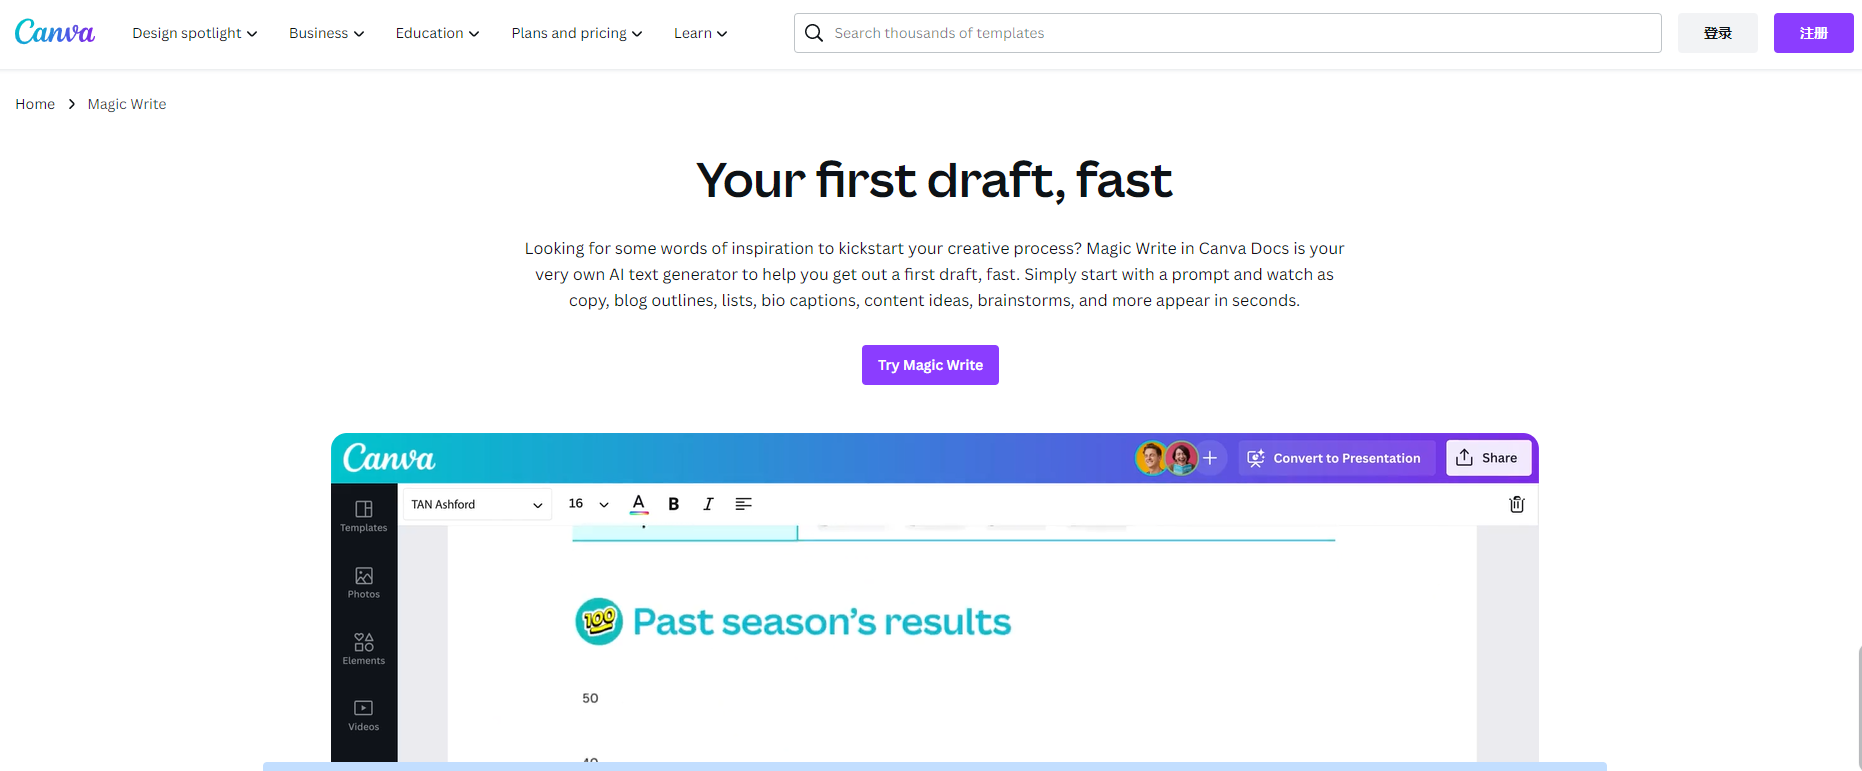 Canva
Design spotlight
Business
Education
Plans and pricing
Learn
Search thousands of templates
登录
注册
Home
Magic Write
Your first draft, fast
Looking for some words of inspiration to kickstart your creative process? Magic Write in Canva Docs is your
very own AI text generator to help you get out a first draft, fast. Simply start with a prompt and watch as
copy, blog outlines, lists, bio captions, content ideas, brainstorms, and more appear in seconds.
Try Magic Write
Canva
Convert to Presentation
Share
TAN Ashford
16
A
B
I
Templates
Photos
Elements
Videos
100
Past season's results
50